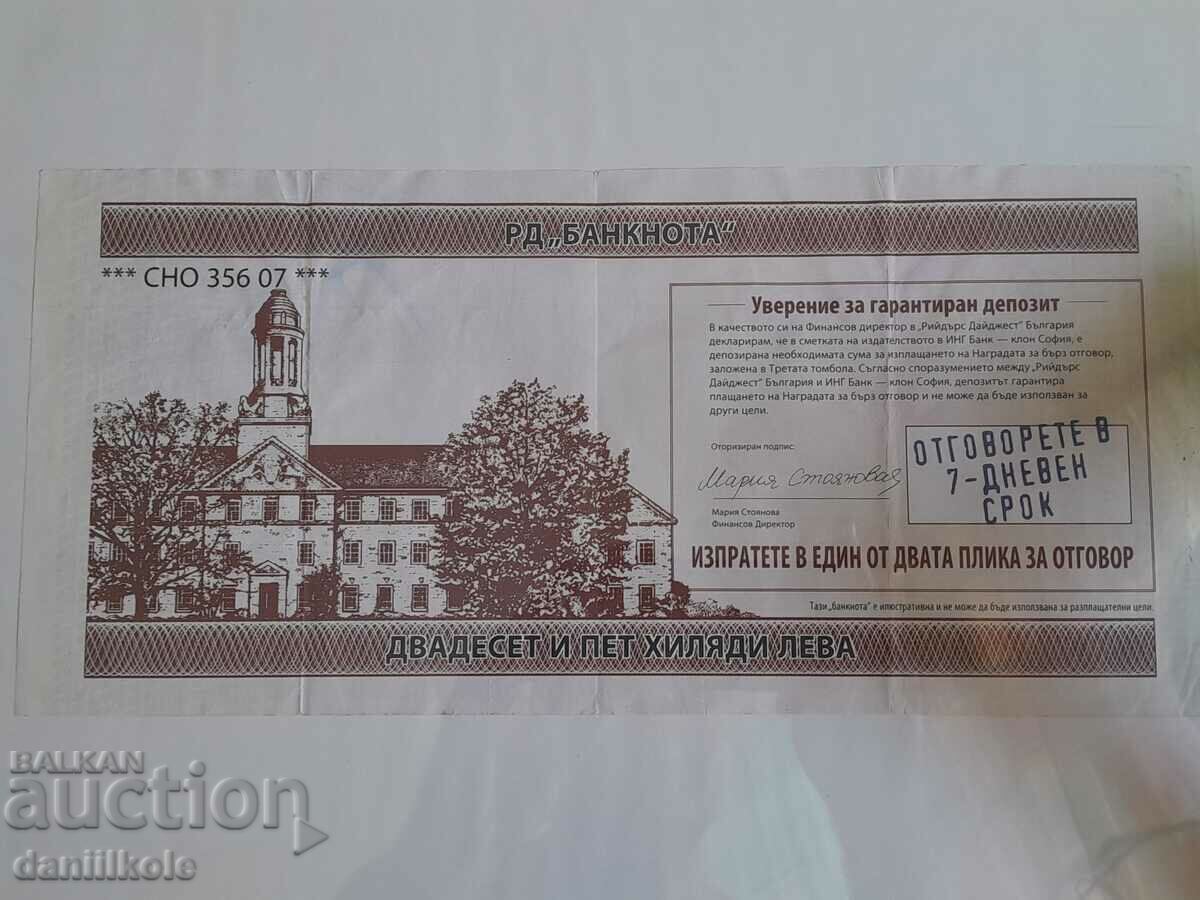 РД„БАНКНОТА“
*** СНО 356 07 ***
Уверение за гарантиран депозит
В качеството си на Финансов директор в „Рийдърс Дайджест" България
декларирам, че в сметката на издателството в ИНГ Банк — клон София, е
депозирана необходимата сума за изплащането на Наградата за бърз отговор,
заложена в Третата томбола. Съгласно споразумението между „Рийдърс
Дайджест" България и ИНГ Банк — клон София, депозитът гарантира
плащането на Наградата за бърз отговор и не може да бъде използван за
други цели.
Оторизиран подпис:
Мария Стоянова
Мария Стоянова
Финансов Директор
ОТГОВОРЕТЕ В
7-ДНЕВЕН
СРОК
ИЗПРАТЕТЕ В ЕДИН ОТ ДВАТА ПЛИКА ЗА ОТГОВОР
Тази „банкнота" е илюстративна и не може да бъде използвана за разплащателни цели.
ДВАДЕСЕТ И ПЕТ ХИЛЯДИ ЛЕВА
BALKAN
auction
daniilkole